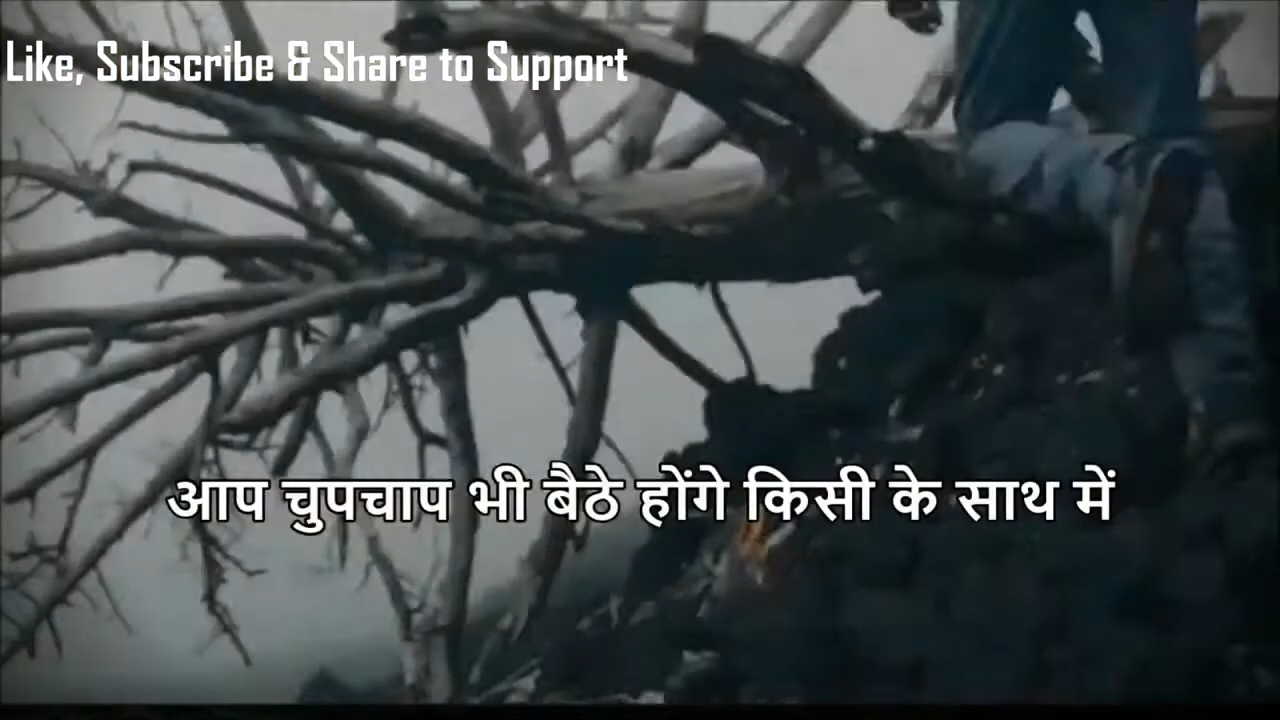 Like, Subscribe & Share to Support
आप चुपचाप भी बैठे होंगे किसी के साथ में